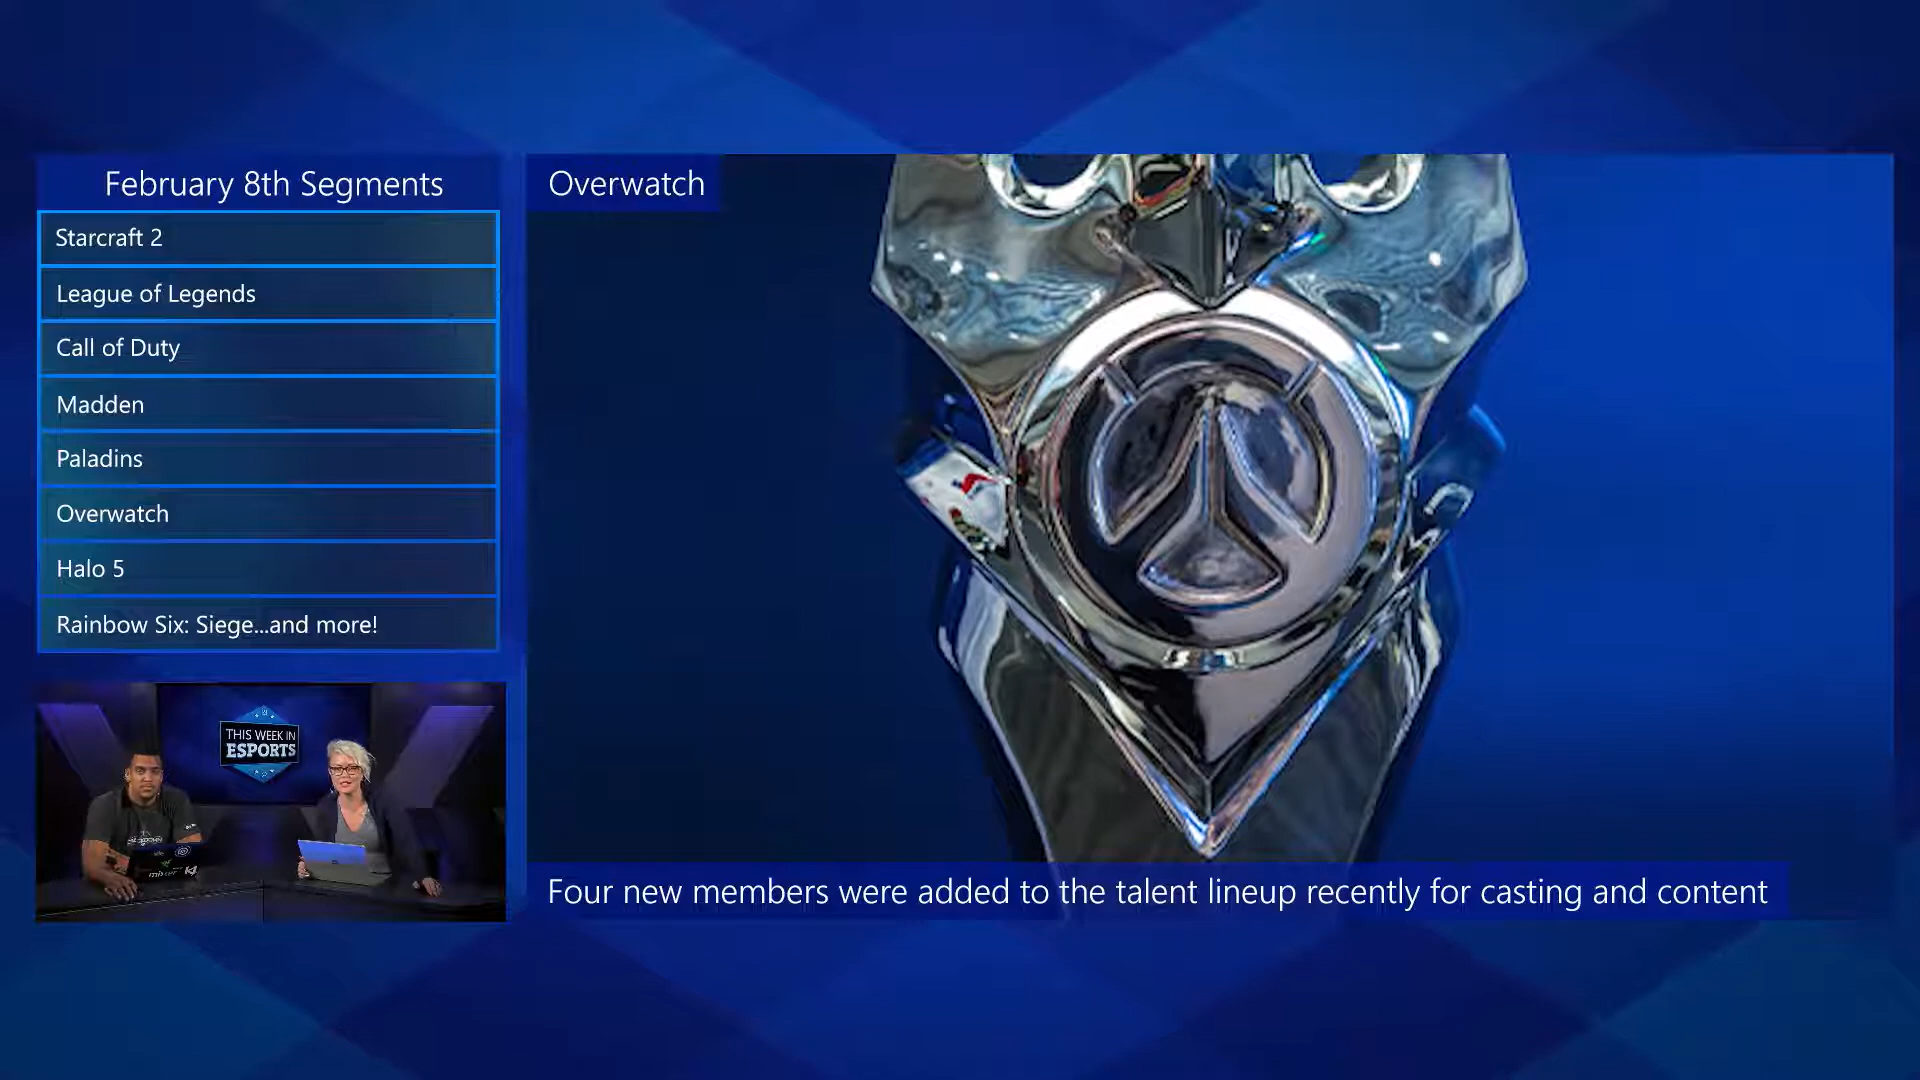 February 8th Segments
Starcraft 2
League of Legends
Call of Duty
Madden
Paladins
Overwatch
Halo 5
Rainbow Six: Siege...and more!
Overwatch
THIS WEEK IN
ESPORTS
Four new members were added to the talent lineup recently for casting and content